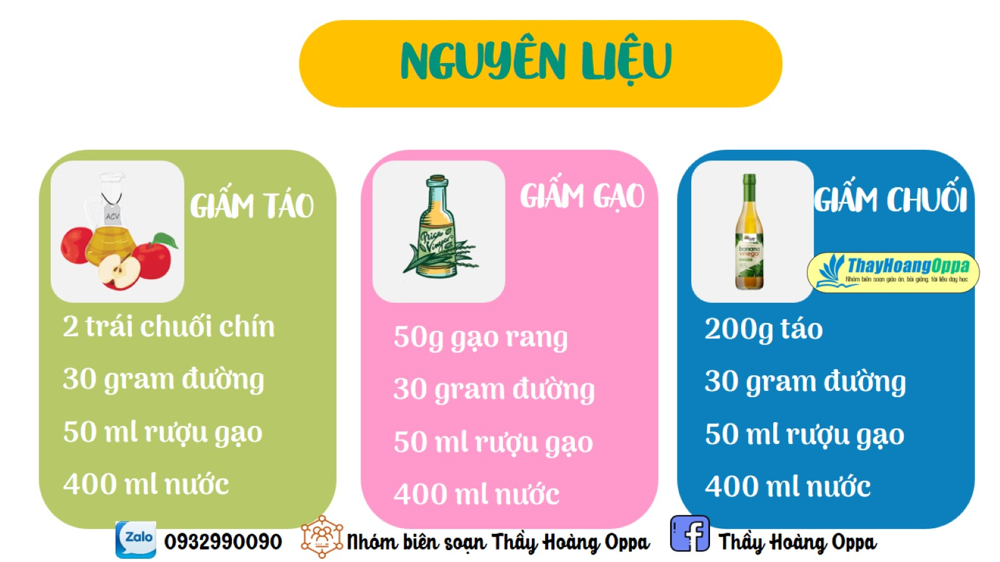 NGUYÊN LIỆU
GIẤM TÁO
ACV
2 trái chuối chín
30 gram đường
50 ml rượu gạo
400 ml nước
GIẤM GẠO
Rice
Vinegar
50g gạo rang
30 gram đường
50 ml rượu gạo
400 ml nước
GIẤM CHUỐI
banana
vinegar
ThayHoangOppa
Nhóm biên soạn giáo án, bài giảng, tài liệu dạy học
200g táo
30 gram đường
50 ml rượu gạo
400 ml nước
Zalo 0932990090
Nhóm biên soạn Thầy Hoàng Oppa
Thầy Hoàng Oppa